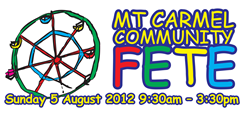 MT CARMEL
COMMUNITY
FETE
Sunday 5 August 2012 9:30am - 3:30pm